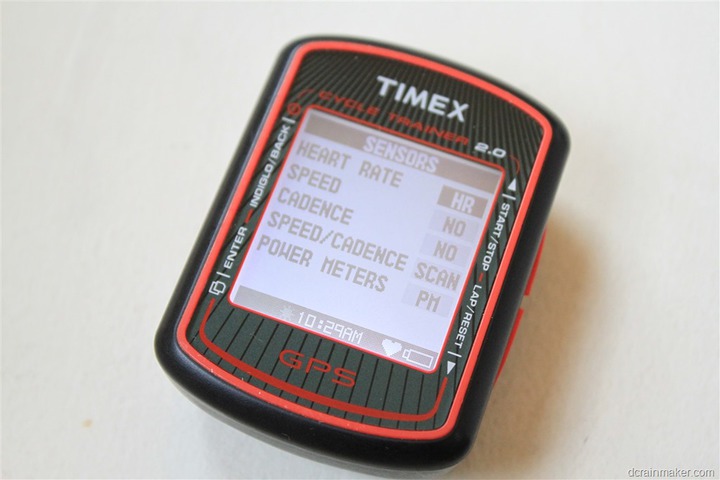 TIMEX
CYCLE TRAINER 2.0
INDIGLO/BACK
ENTER
START/STOP
LAP/RESET
SENSORS
HEART RATE HR
SPEED NO
CADENCE NO
SPEED/CADENCE SCAN
POWER METERS PM
10:29AM
GPS
dcrainmaker.com